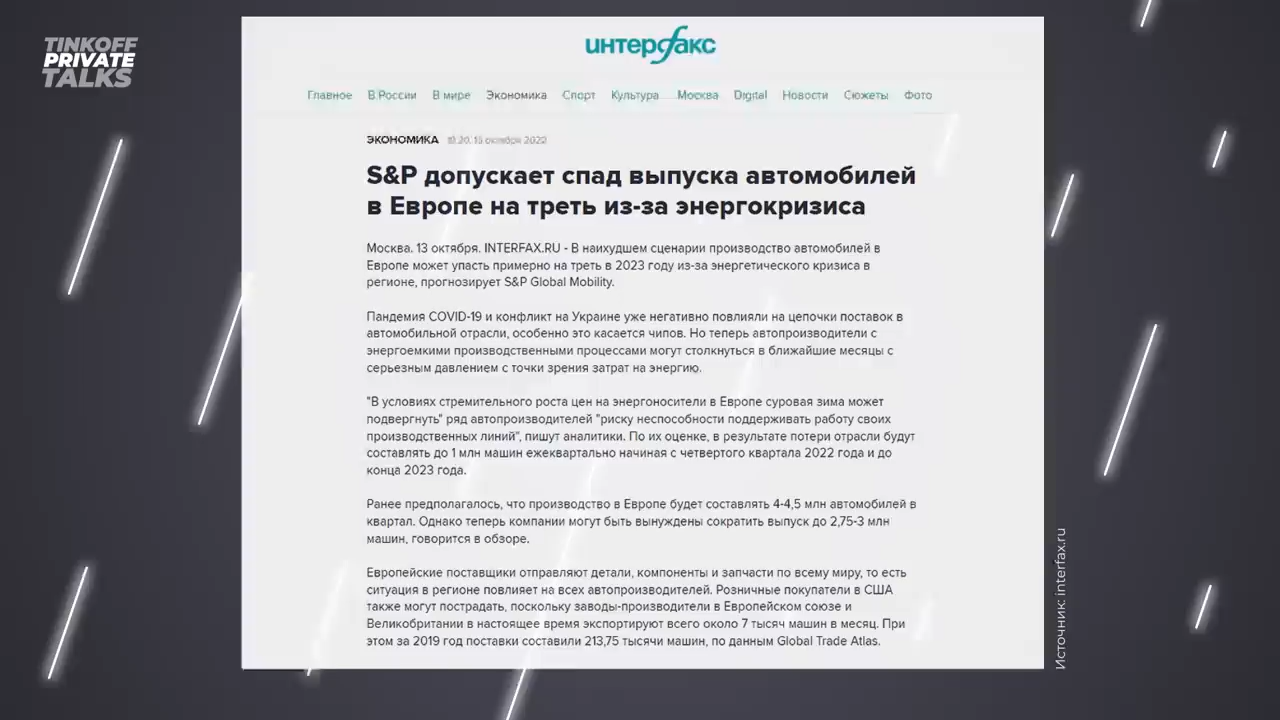 TINKOFF
PRIVATE
TALKS
интерфакс
Главное В России В мире Экономика Спорт Культура Москва Digital Новости Сюжеты Фото
ЭКОНОМИКА октября 2022
S&P допускает спад выпуска автомобилей
в Европе на треть из-за энергокризиса
Москва. 13 октября. INTERFAX.RU - В наихудшем сценарии производство автомобилей в
Европе может упасть примерно на треть в 2023 году из-за энергетического кризиса в
регионе, прогнозирует S&P Global Mobility.
Пандемия COVID-19 и конфликт на Украине уже негативно повлияли на цепочки поставок в
автомобильной отрасли, особенно это касается чипов. Но теперь автопроизводители с
энергоемкими производственными процессами могут столкнуться в ближайшие месяцы с
серьезным давлением с точки зрения затрат на энергию.
"В условиях стремительного роста цен на энергоносители в Европе суровая зима может
подвергнуть" ряд автопроизводителей "риску неспособности поддерживать работу своих
производственных линий", пишут аналитики. По их оценке, в результате потери отрасли будут
составлять до 1 млн машин ежеквартально начиная с четвертого квартала 2022 года и до
конца 2023 года.
Ранее предполагалось, что производство в Европе будет составлять 4-4,5 млн автомобилей в
квартал. Однако теперь компании могут быть вынуждены сократить выпуск до 2,75-3 млн
машин, говорится в обзоре.
Европейские поставщики отправляют детали, компоненты и запчасти по всему миру, то есть
ситуация в регионе повлияет на всех автопроизводителей. Розничные покупатели в США
также могут пострадать, поскольку заводы-производители в Европейском союзе и
Великобритании в настоящее время экспортируют всего около 7 тысяч машин в месяц. При
этом за 2019 год поставки составили 213,75 тысячи машин, по данным Global Trade Atlas.
Источник: interfax.ru